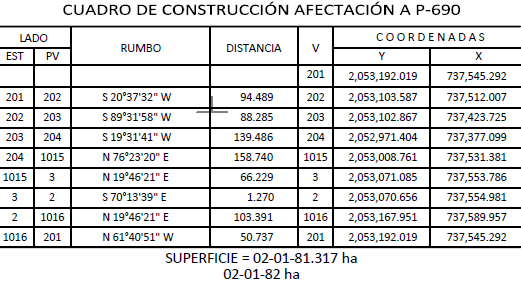 CUADRO DE CONSTRUCCIÓN AFECTACIÓN A P-690
LADO RUMBO DISTANCIA V COORDENADAS
EST PV Y X
201 2,053,192.019 737,545.292
201 202 S 20°37'32" W 94.489 202 2,053,103.587 737,512.007
202 203 S 89°31'58" W 88.285 203 2,053,102.867 737,423.725
203 204 S 19°31'41" W 139.486 204 2,052,971.404 737,377.099
204 1015 N 76°23'20" E 158.740 1015 2,053,008.761 737,531.381
1015 3 N 19°46'21" E 66.229 3 2,053,071.085 737,553.786
3 2 S 70°13'39" E 1.270 2 2,053,070.656 737,554.981
2 1016 N 19°46'21" E 103.391 1016 2,053,167.951 737,589.957
1016 201 N 61°40'51" W 50.737 201 2,053,192.019 737,545.292
SUPERFICIE = 02-01-81.317 ha
02-01-82 ha